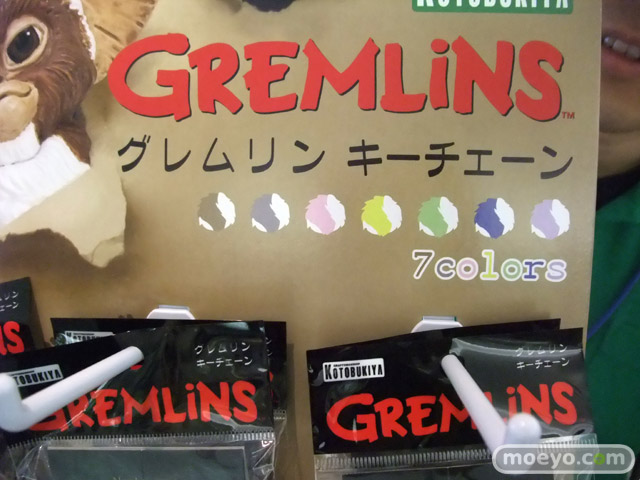 KOTOBUKIYA
GREMLiNS™
グレムリン キーチェーン
7colors
KOTOBUKIYA
グレムリン
キーチェーン
GREMLiNS
KOTOBUKIYA
グレムリン
キーチェーン
GREMLiNS
moeyo.com